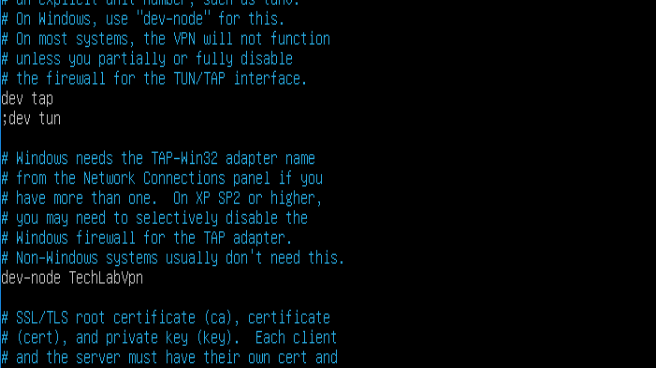 # an explicit unit number, such as tun0.
# On Windows, use "dev-node" for this.
# On most systems, the VPN will not function
# unless you partially or fully disable
# the firewall for the TUN/TAP interface.
dev tap
;dev tun
# Windows needs the TAP-Win32 adapter name
# from the Network Connections panel if you
# have more than one.  On XP SP2 or higher,
# you may need to selectively disable the
# Windows firewall for the TAP adapter.
# Non-Windows systems usually don't need this.
dev-node TechLabVpn
# SSL/TLS root certificate (ca), certificate
# (cert), and private key (key).  Each client
# and the server must have their own cert and